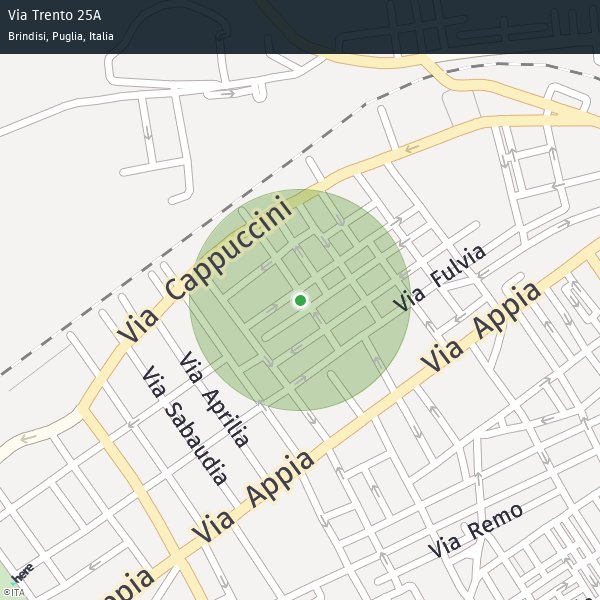 Via Trento 25A
Brindisi, Puglia, Italia
Via Cappuccini
Via Fulvia
Via Appia
Via Aprilia
Via Sabaudia
Via Appia
Via Remo
ppia
here
©ITA